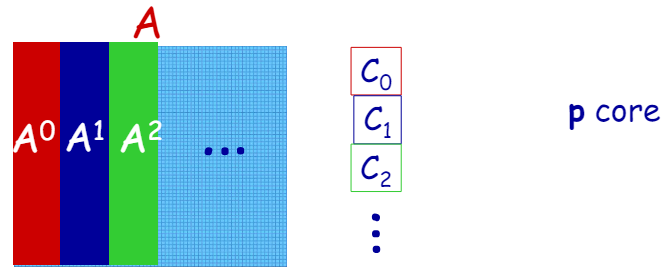 A
A⁰ A¹ A² ...
C₀
C₁
C₂
⋮
p core